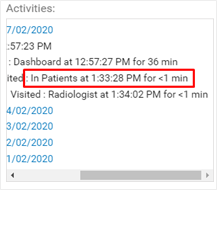 Activities:
7/02/2020
:57:23 PM
: Dashboard at 12:57:27 PM for 36 min
ited : In Patients at 1:33:28 PM for <1 min
Visited : Radiologist at 1:34:02 PM for <1 min
4/02/2020
3/02/2020
2/02/2020
1/02/2020